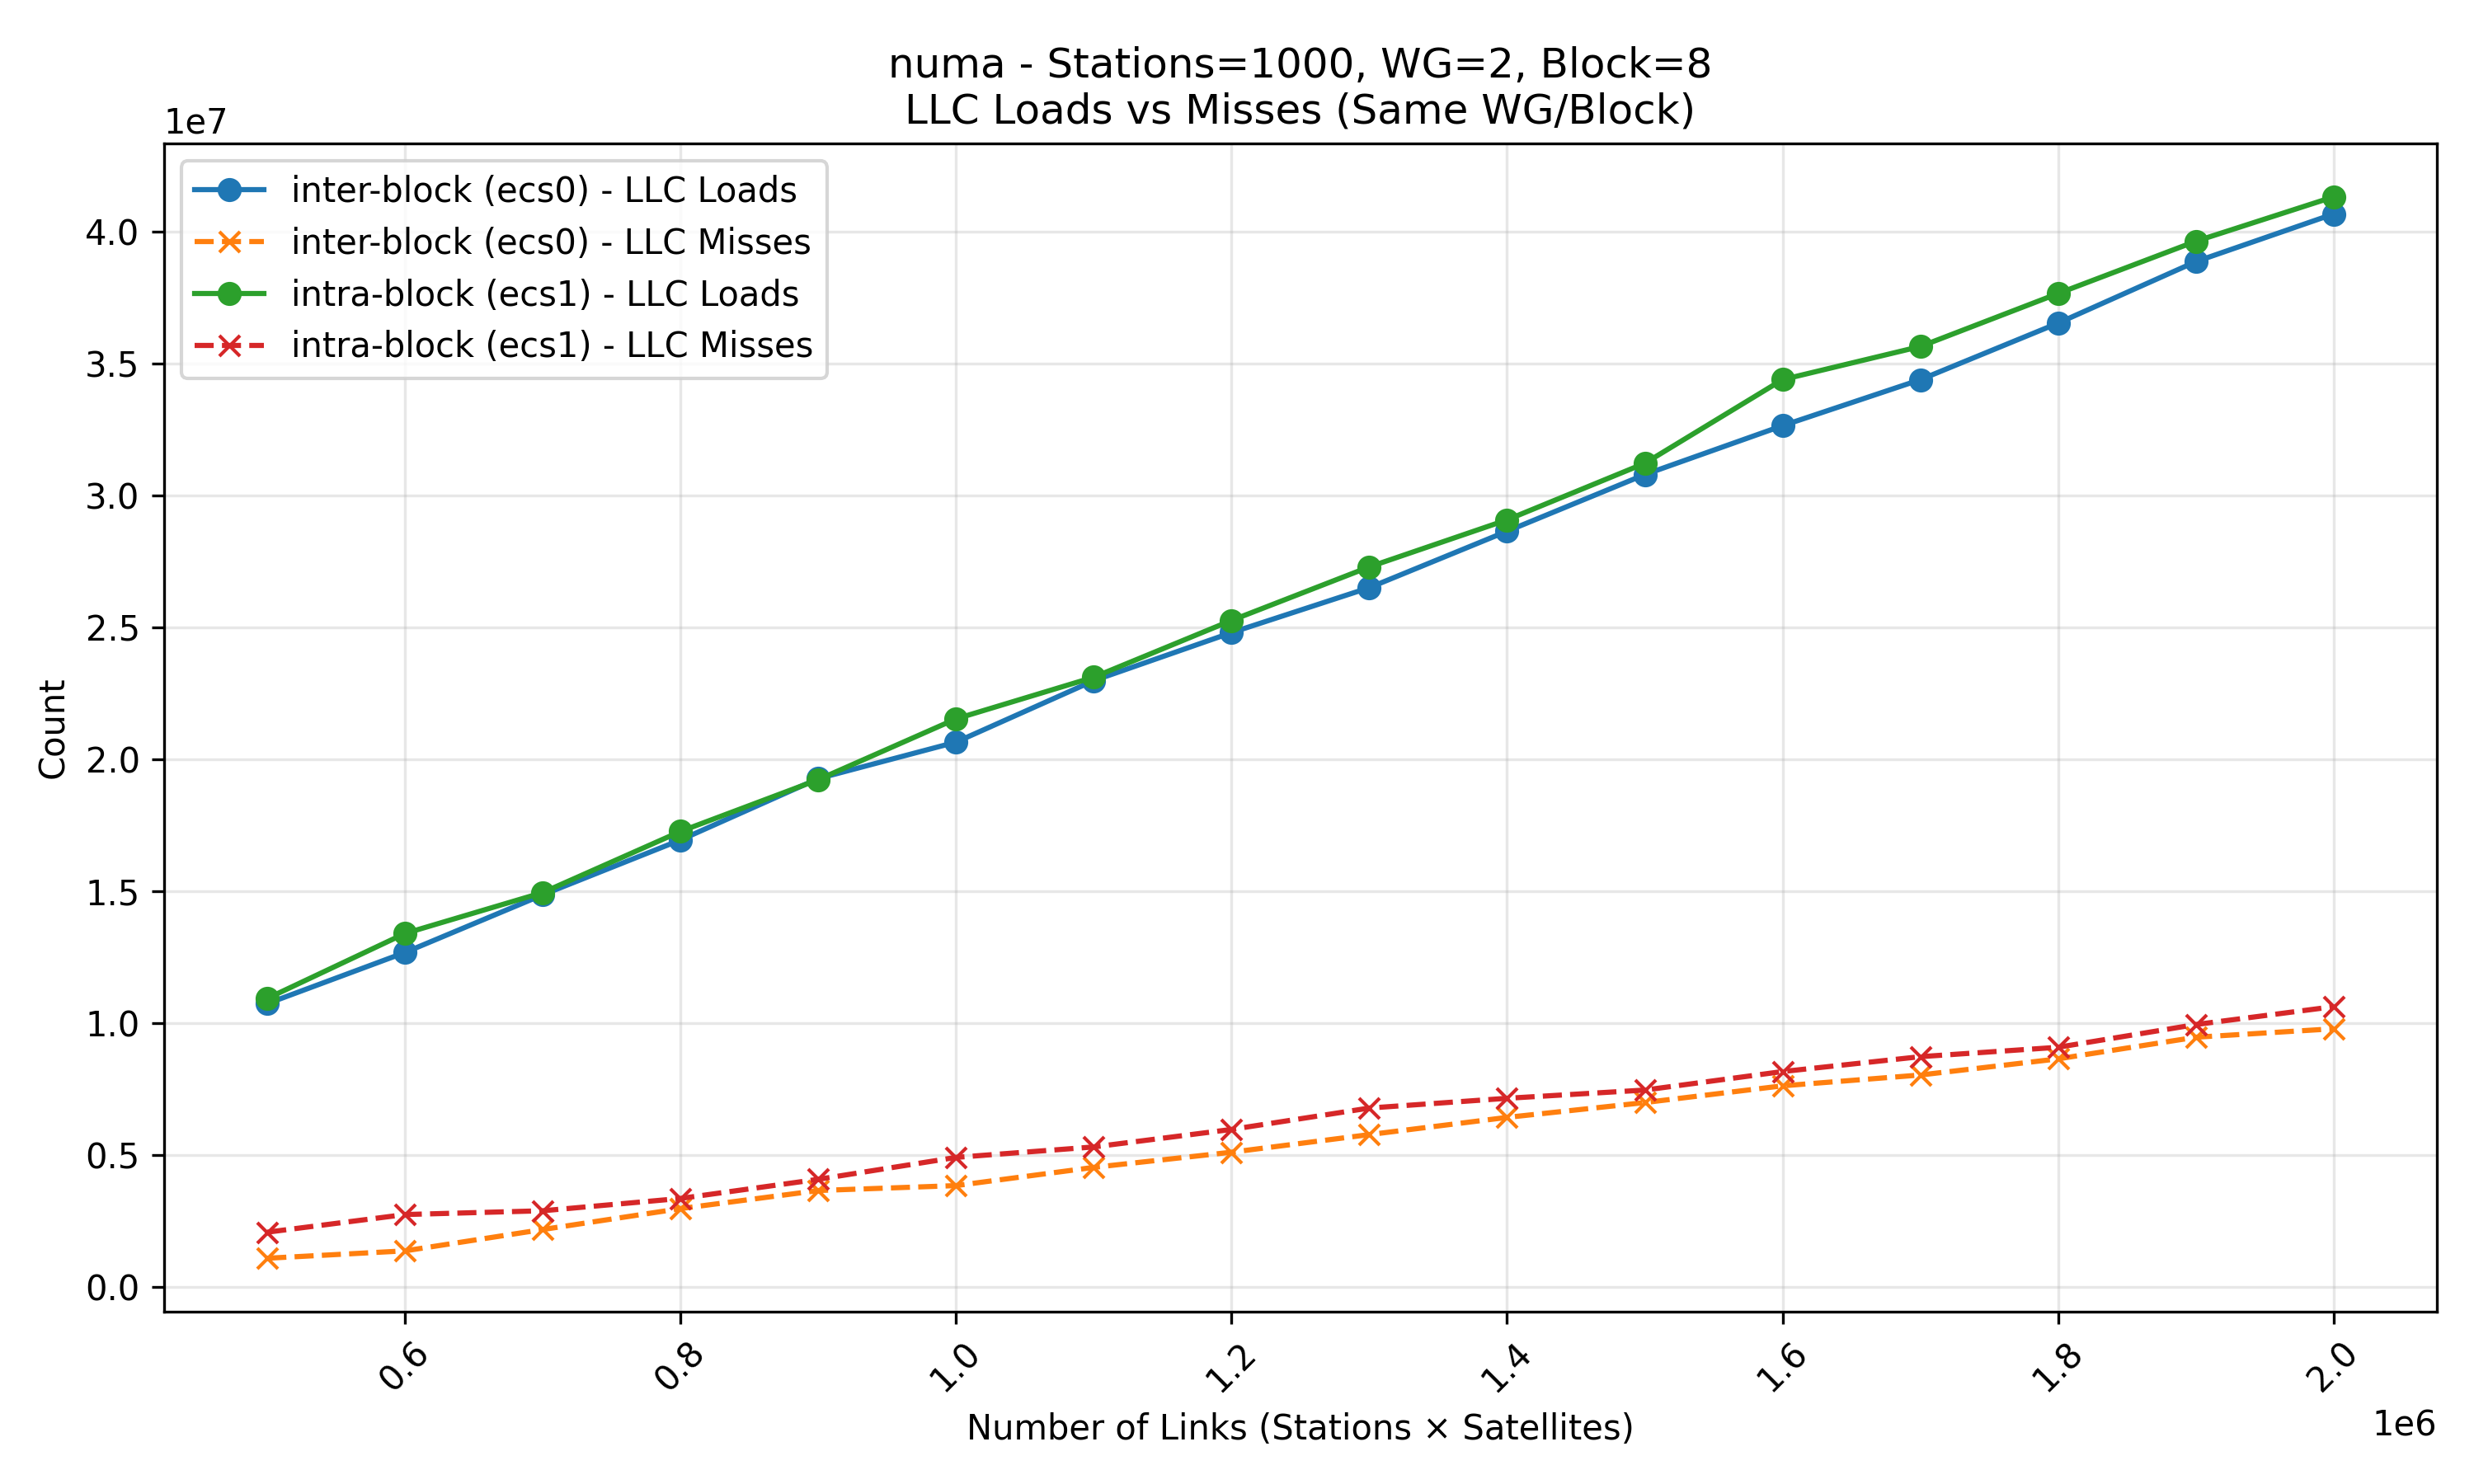 numa - Stations=1000, WG=2, Block=8
LLC Loads vs Misses (Same WG/Block)
1e7
inter-block (ecs0) - LLC Loads
inter-block (ecs0) - LLC Misses
intra-block (ecs1) - LLC Loads
intra-block (ecs1) - LLC Misses
4.0
3.5
3.0
2.5
2.0
1.5
1.0
0.5
0.0
Count
0.6 0.8 1.0 1.2 1.4 1.6 1.8 2.0
Number of Links (Stations × Satellites)
1e6